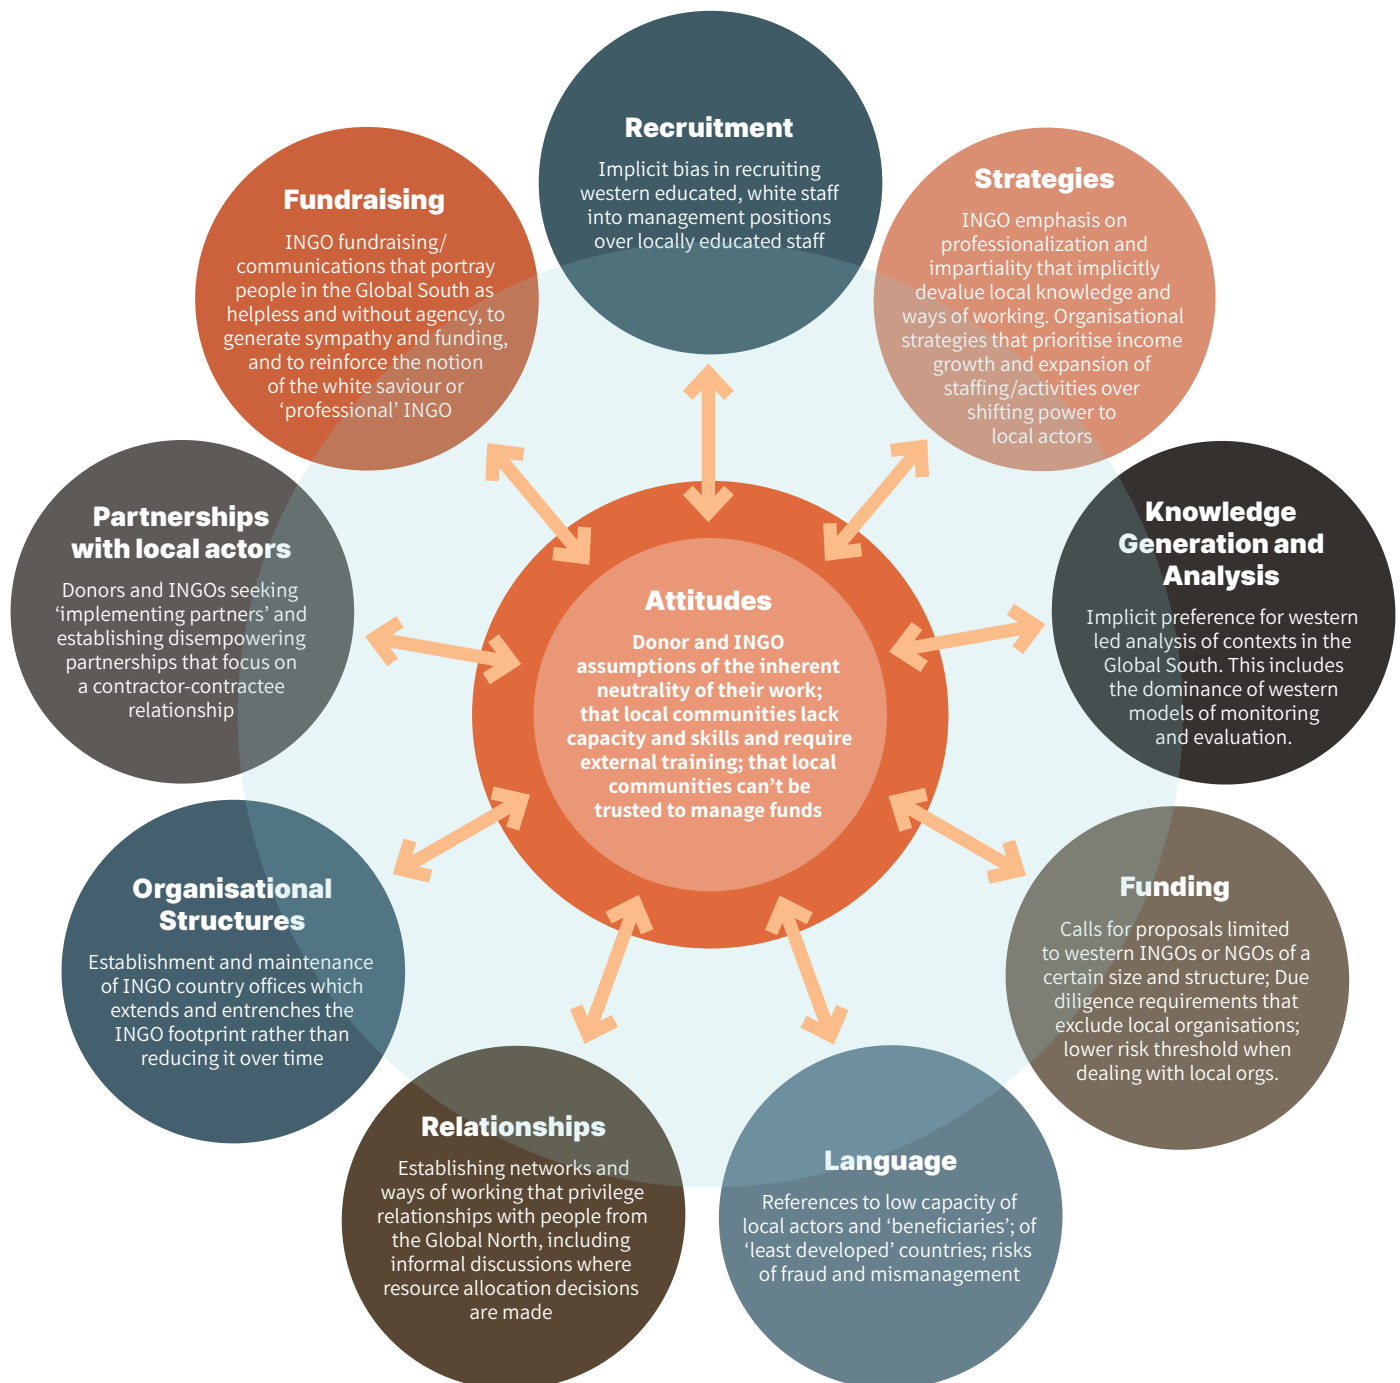 Recruitment
Implicit bias in recruiting
western educated, white staff
into management positions
over locally educated staff
Strategies
INGO emphasis on
professionalization and
impartiality that implicitly
devalue local knowledge and
ways of working. Organisational
strategies that prioritise income
growth and expansion of
staffing/activities over
shifting power to
local actors
Knowledge
Generation and
Analysis
Implicit preference for western
led analysis of contexts in the
Global South. This includes
the dominance of western
models of monitoring
and evaluation.
Funding
Calls for proposals limited
to western INGOs or NGOs of a
certain size and structure; Due
diligence requirements that
exclude local organisations;
lower risk threshold when
dealing with local orgs.
Language
References to low capacity of
local actors and ‘beneficiaries’; of
‘least developed’ countries; risks
of fraud and mismanagement
Relationships
Establishing networks and
ways of working that privilege
relationships with people from
the Global North, including
informal discussions where
resource allocation decisions
are made
Organisational
Structures
Establishment and maintenance
of INGO country offices which
extends and entrenches the
INGO footprint rather than
reducing it over time
Partnerships
with local actors
Donors and INGOs seeking
‘implementing partners’ and
establishing disempowering
partnerships that focus on
a contractor-contractee
relationship
Fundraising
INGO fundraising/
communications that portray
people in the Global South as
helpless and without agency, to
generate sympathy and funding,
and to reinforce the notion
of the white saviour or
‘professional’ INGO
Attitudes
Donor and INGO
assumptions of the inherent
neutrality of their work;
that local communities lack
capacity and skills and require
external training; that local
communities can’t be
trusted to manage funds